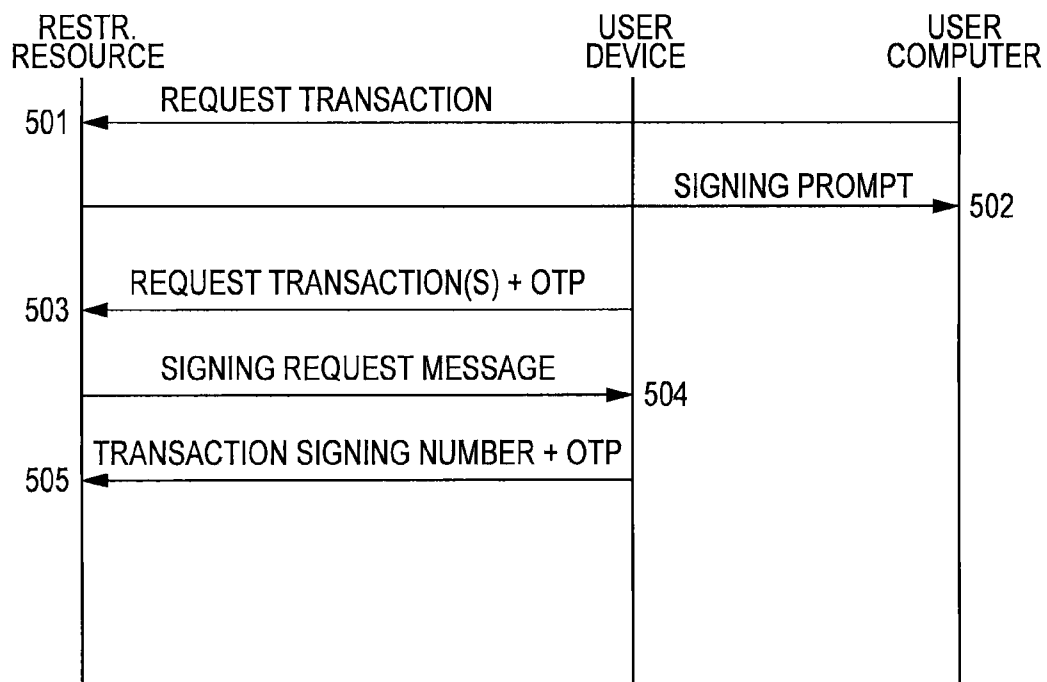 RESTR.
RESOURCE
USER
DEVICE
USER
COMPUTER
REQUEST TRANSACTION
501
SIGNING PROMPT
502
REQUEST TRANSACTION(S) + OTP
503
SIGNING REQUEST MESSAGE
504
TRANSACTION SIGNING NUMBER + OTP
505